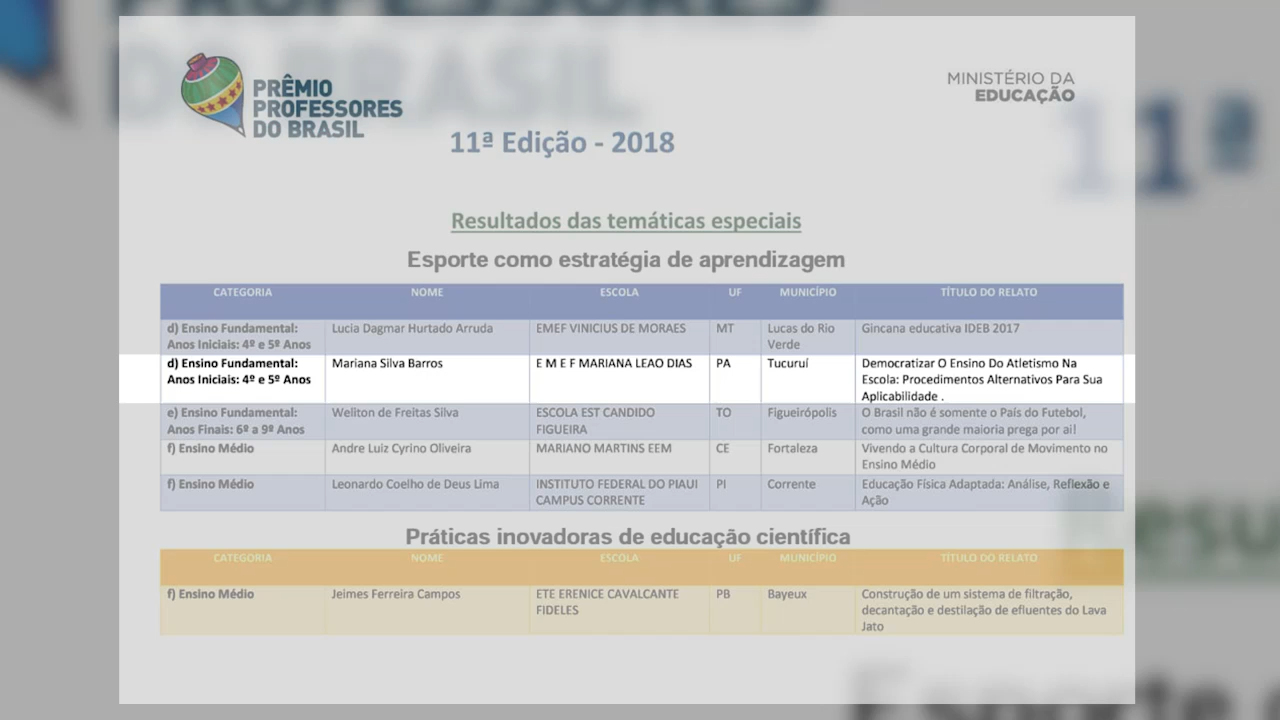 PRÊMIO
PROFESSORES
DO BRASIL
MINISTÉRIO DA
EDUCAÇÃO
11ª Edição - 2018
Resultados das temáticas especiais
Esporte como estratégia de aprendizagem
CATEGORIA NOME ESCOLA UF MUNICÍPIO TÍTULO DO RELATO
d) Ensino Fundamental: Lucia Dagmar Hurtado Arruda EMEF VINICIUS DE MORAES MT Lucas do Rio Gincana educativa IDEB 2017
Anos Iniciais: 4º e 5º Anos Verde
d) Ensino Fundamental: Mariana Silva Barros E M E F MARIANA LEAO DIAS PA Tucuruí Democratizar O Ensino Do Atletismo Na
Anos Iniciais: 4º e 5º Anos Escola: Procedimentos Alternativos Para Sua
Aplicabilidade .
e) Ensino Fundamental: Weliton de Freitas Silva ESCOLA EST CANDIDO TO Figueirópolis O Brasil não é somente o País do Futebol,
Anos Finais: 6º a 9º Anos FIGUEIRA como uma grande maioria prega por ai!
f) Ensino Médio Andre Luiz Cyrino Oliveira MARIANO MARTINS EEM CE Fortaleza Vivendo a Cultura Corporal de Movimento no
Ensino Médio
f) Ensino Médio Leonardo Coelho de Deus Lima INSTITUTO FEDERAL DO PIAUI PI Corrente Educação Física Adaptada: Análise, Reflexão e
CAMPUS CORRENTE Ação
Práticas inovadoras de educação científica
CATEGORIA NOME ESCOLA UF MUNICÍPIO TÍTULO DO RELATO
f) Ensino Médio Jeimes Ferreira Campos ETE ERENICE CAVALCANTE PB Bayeux Construção de um sistema de filtração,
FIDELES decantação e destilação de efluentes do Lava
Jato